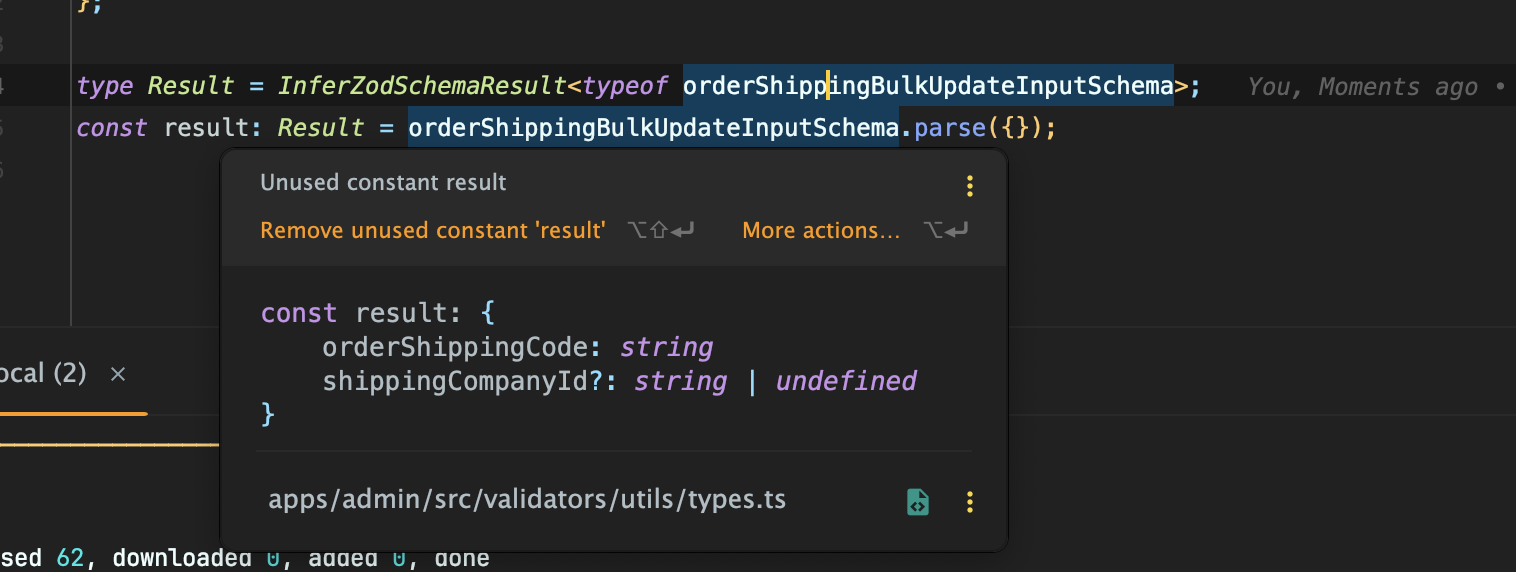 };
type Result = InferZodSchemaResult<typeof orderShippingBulkUpdateInputSchema>; You, Moments ago •
const result: Result = orderShippingBulkUpdateInputSchema.parse({});
Unused constant result
Remove unused constant 'result' ⌥⇧↩ More actions... ⌥↩
const result: {
orderShippingCode: string
shippingCompanyId?: string | undefined
}
ocal (2) ×
apps/admin/src/validators/utils/types.ts
sed 62, downloaded 0, added 0, done